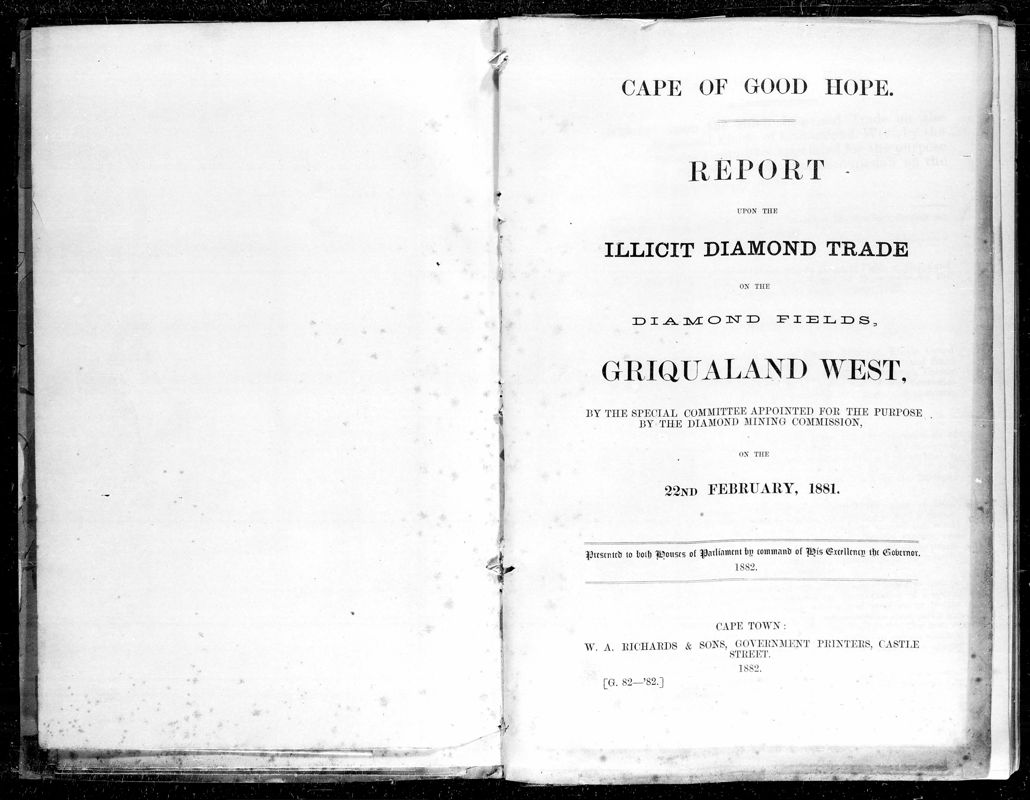 CAPE OF GOOD HOPE.
REPORT
UPON THE
ILLICIT DIAMOND TRADE
ON THE
DIAMOND FIELDS,
GRIQUALAND WEST,
BY THE SPECIAL COMMITTEE APPOINTED FOR THE PURPOSE
BY THE DIAMOND MINING COMMISSION,
ON THE
22ND FEBRUARY, 1881.
Presented to both Houses of Parliament by command of His Excellency the Governor.
1882.
CAPE TOWN:
W. A. RICHARDS & SONS, GOVERNMENT PRINTERS, CASTLE
STREET.
1882.
[G. 82—'82.]